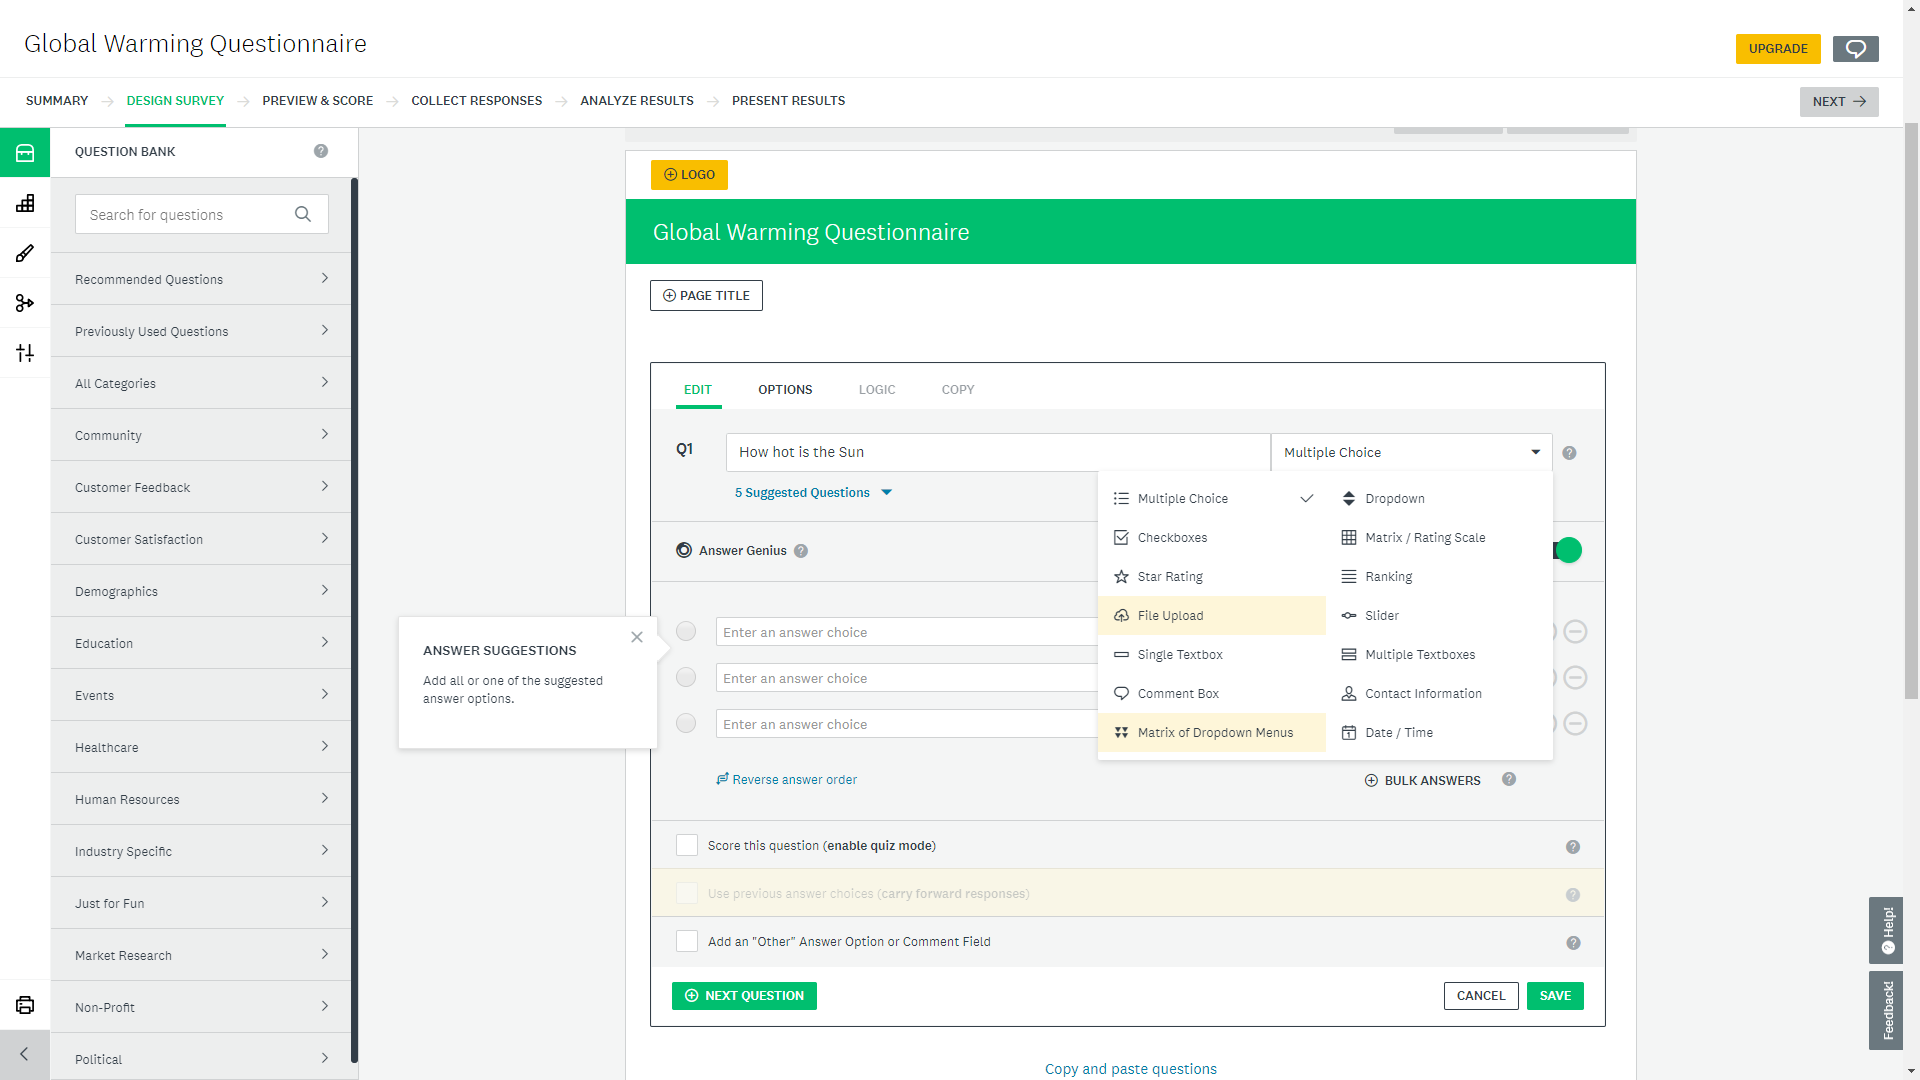 Global Warming Questionnaire
UPGRADE
SUMMARY
DESIGN SURVEY
PREVIEW & SCORE
COLLECT RESPONSES
ANALYZE RESULTS
PRESENT RESULTS
NEXT
QUESTION BANK
Search for questions
Recommended Questions
Previously Used Questions
All Categories
Community
Customer Feedback
Customer Satisfaction
Demographics
Education
Events
Healthcare
Human Resources
Industry Specific
Just for Fun
Market Research
Non-Profit
Political
LOGO
Global Warming Questionnaire
PAGE TITLE
EDIT
OPTIONS
LOGIC
COPY
Q1
How hot is the Sun
Multiple Choice
5 Suggested Questions
Multiple Choice
Dropdown
Checkboxes
Matrix / Rating Scale
Star Rating
Ranking
File Upload
Slider
Single Textbox
Multiple Textboxes
Comment Box
Contact Information
Matrix of Dropdown Menus
Date / Time
Answer Genius
ANSWER SUGGESTIONS
Add all or one of the suggested
answer options.
Enter an answer choice
Enter an answer choice
Enter an answer choice
Reverse answer order
BULK ANSWERS
Score this question (enable quiz mode)
Use previous answer choices (carry forward responses)
Add an "Other" Answer Option or Comment Field
NEXT QUESTION
CANCEL
SAVE
Copy and paste questions
Help!
Feedback!